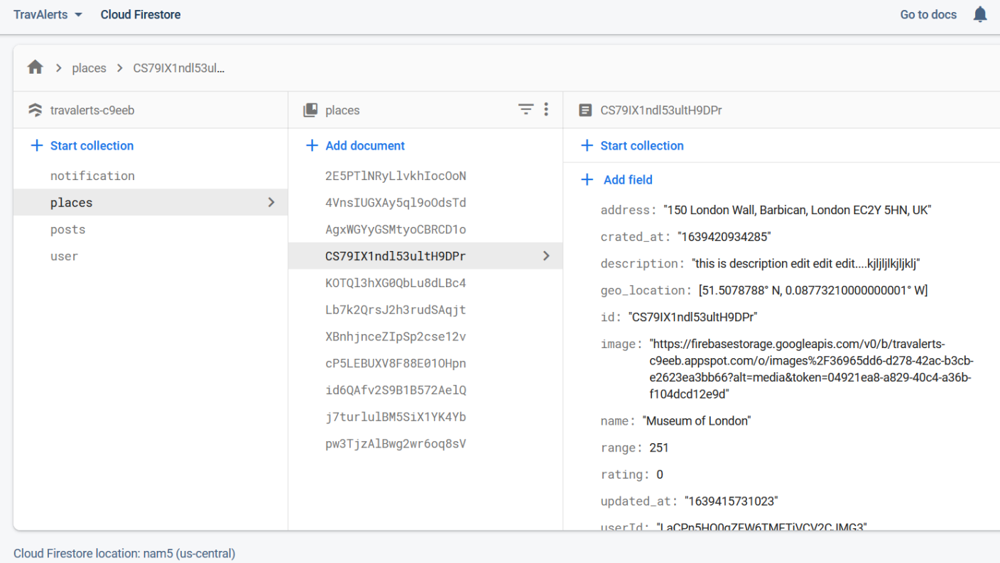 TravAlerts Cloud Firestore Go to docs
places CS79IX1ndl53ul...
travalerts-c9eeb
places
CS79IX1ndl53ultH9DPr
Start collection
Add document
Start collection
notification
places
posts
user
2E5PTlNRyLlvkhIocOoN
4VnsIUGXAy5ql9oOdsTd
AgxWGYyGSMtyoCBRCD1o
CS79IX1ndl53ultH9DPr
KOTQl3hXG0QbLu8dLBc4
Lb7k2QrsJ2h3rudSAqjt
XBnhjnceZIpSp2cse12v
cP5LEBUXV8F88E01OHpn
id6QAfv2S9B1B572AelQ
j7turlulBM5SiX1YK4Yb
pw3TjzAlBwg2wr6oq8sV
Add field
address: "150 London Wall, Barbican, London EC2Y 5HN, UK"
crated_at: "1639420934285"
description: "this is description edit edit edit....kjljljlkjljklj"
geo_location: [51.5078788° N, 0.08773210000000001° W]
id: "CS79IX1ndl53ultH9DPr"
image: "https://firebasestorage.googleapis.com/v0/b/travalerts-
c9eeb.appspot.com/o/images%2F36965dd6-d278-42ac-b3cb-
e2623ea3bb66?alt=media&token=04921ea8-a829-40c4-a36b-
f104dcd12e9d"
name: "Museum of London"
range: 251
rating: 0
updated_at: "1639415731023"
userId:
Cloud Firestore location: nam5 (us-central)